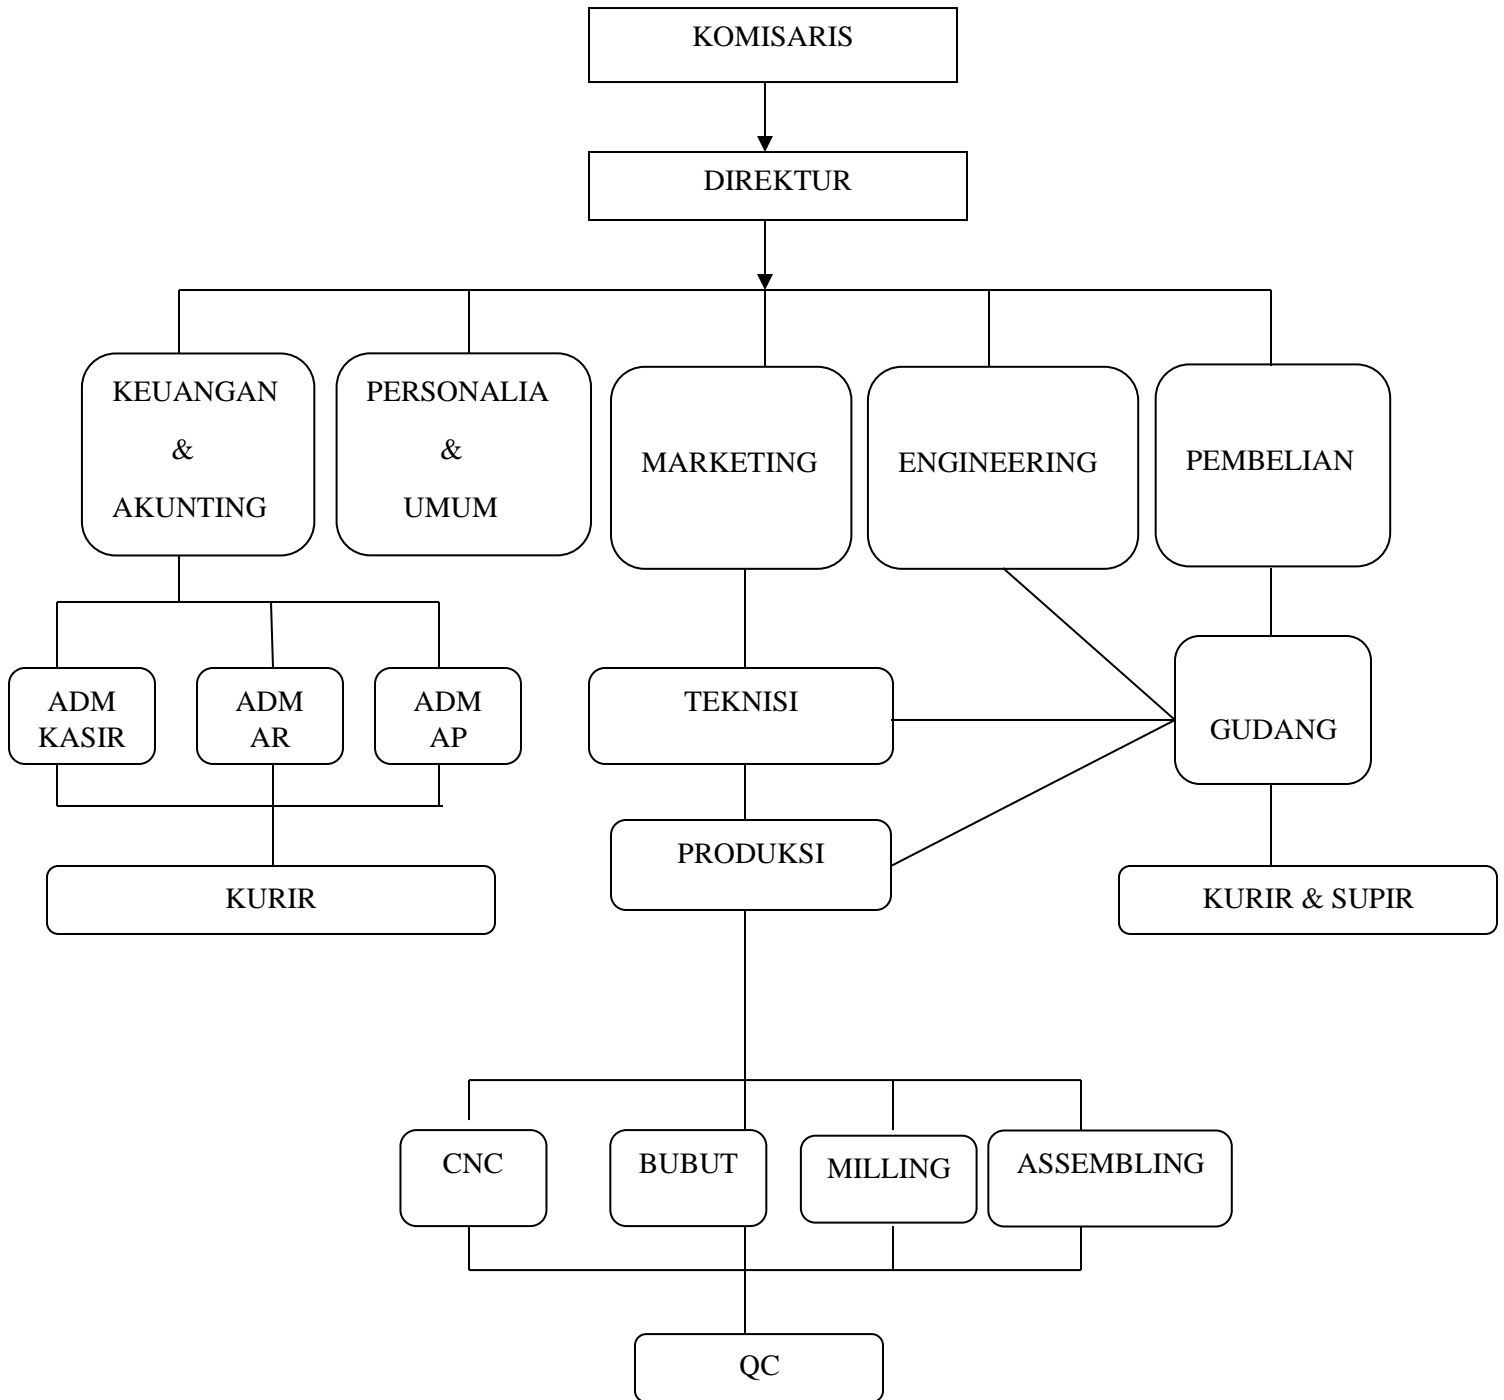 KOMISARIS
DIREKTUR
KEUANGAN
&
AKUNTING
PERSONALIA
&
UMUM
MARKETING
ENGINEERING
PEMBELIAN
ADM
KASIR
ADM
AR
ADM
AP
TEKNISI
GUDANG
PRODUKSI
KURIR
KURIR & SUPIR
CNC
BUBUT
MILLING
ASSEMBLING
QC